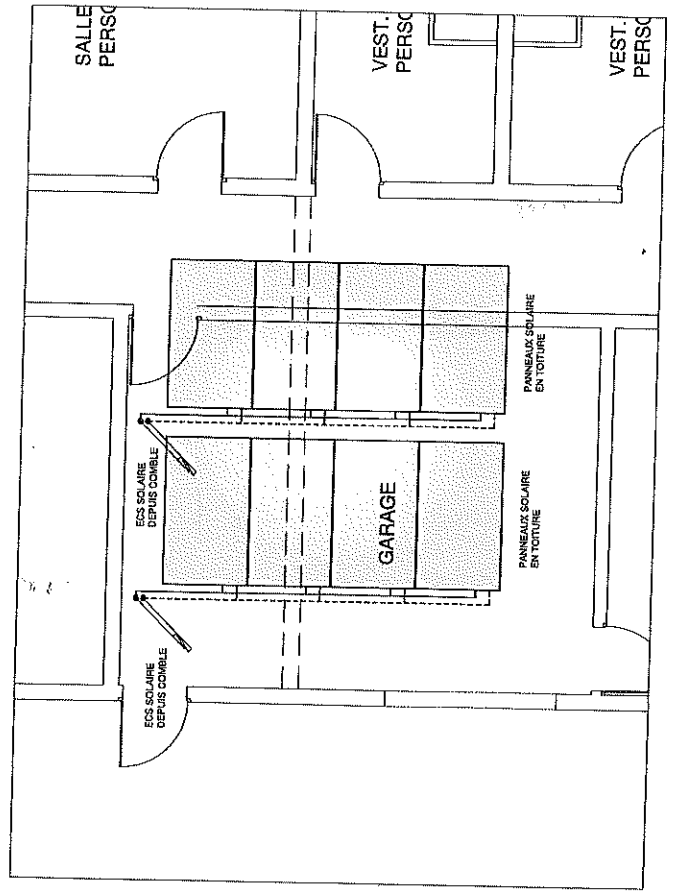 SALLE
PERSO
VEST.
PERSO
VEST.
PERSO
PANNEAUX SOLAIRE
EN TOITURE
ECS SOLAIRE
DEPUIS COMBLE
GARAGE
PANNEAUX SOLAIRE
EN TOITURE
ECS SOLAIRE
DEPUIS COMBLE